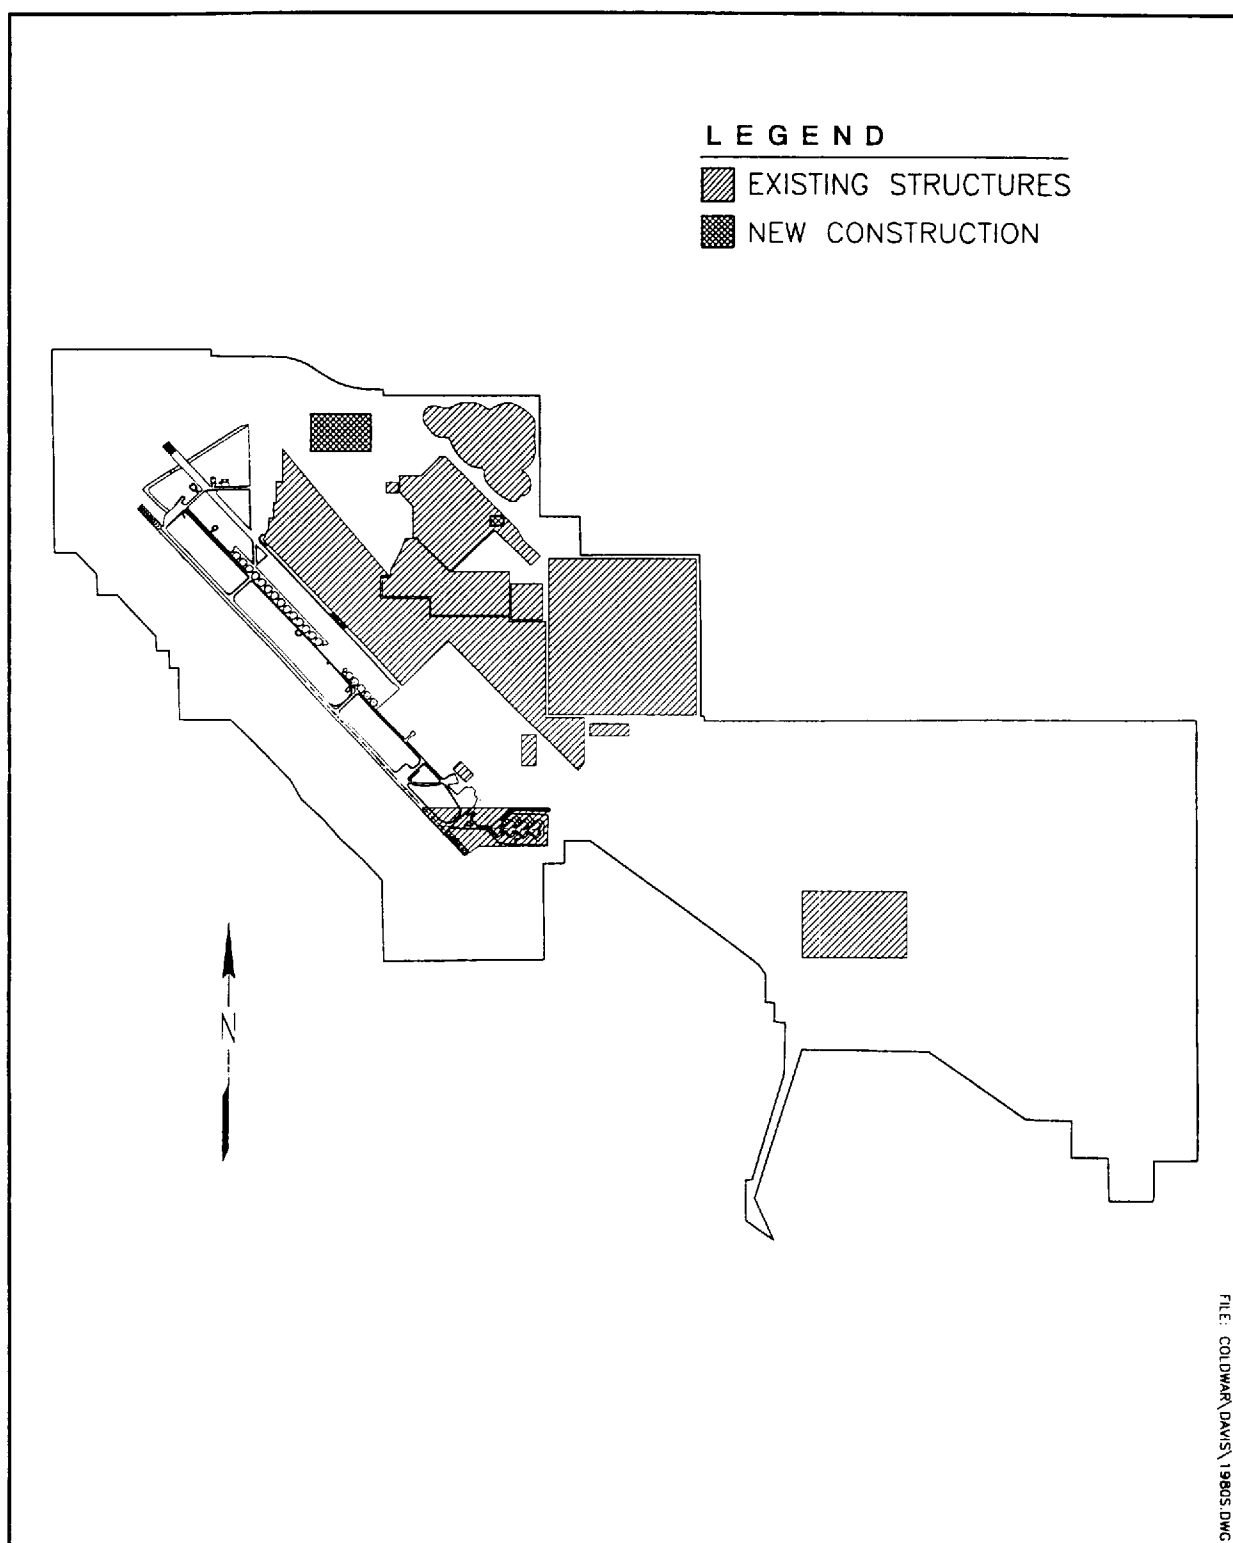 LEGEND
EXISTING STRUCTURES
NEW CONSTRUCTION
N
FILE: COLDWAR\DAVIS\1980S.DWG